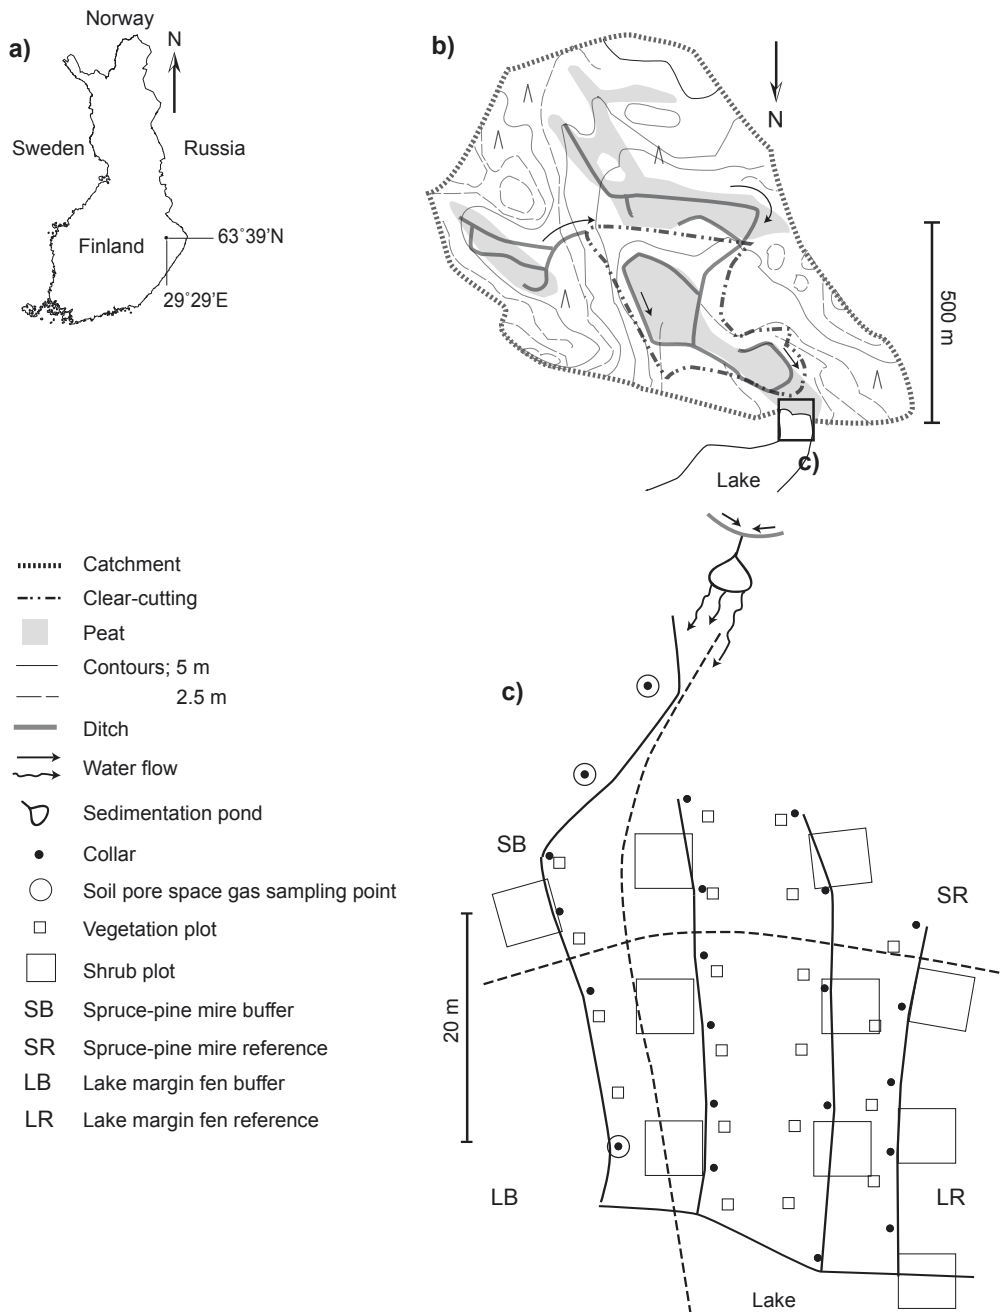 a)
Norway
N
Sweden
Russia
Finland
63˚39’N
29˚29’E
b)
N
500 m
c)
Lake
Catchment
Clear-cutting
Peat
Contours; 5 m
2.5 m
Ditch
Water flow
Sedimentation pond
Collar
Soil pore space gas sampling point
Vegetation plot
Shrub plot
SB Spruce-pine mire buffer
SR Spruce-pine mire reference
LB Lake margin fen buffer
LR Lake margin fen reference
c)
SB
SR
20 m
LB
LR
Lake